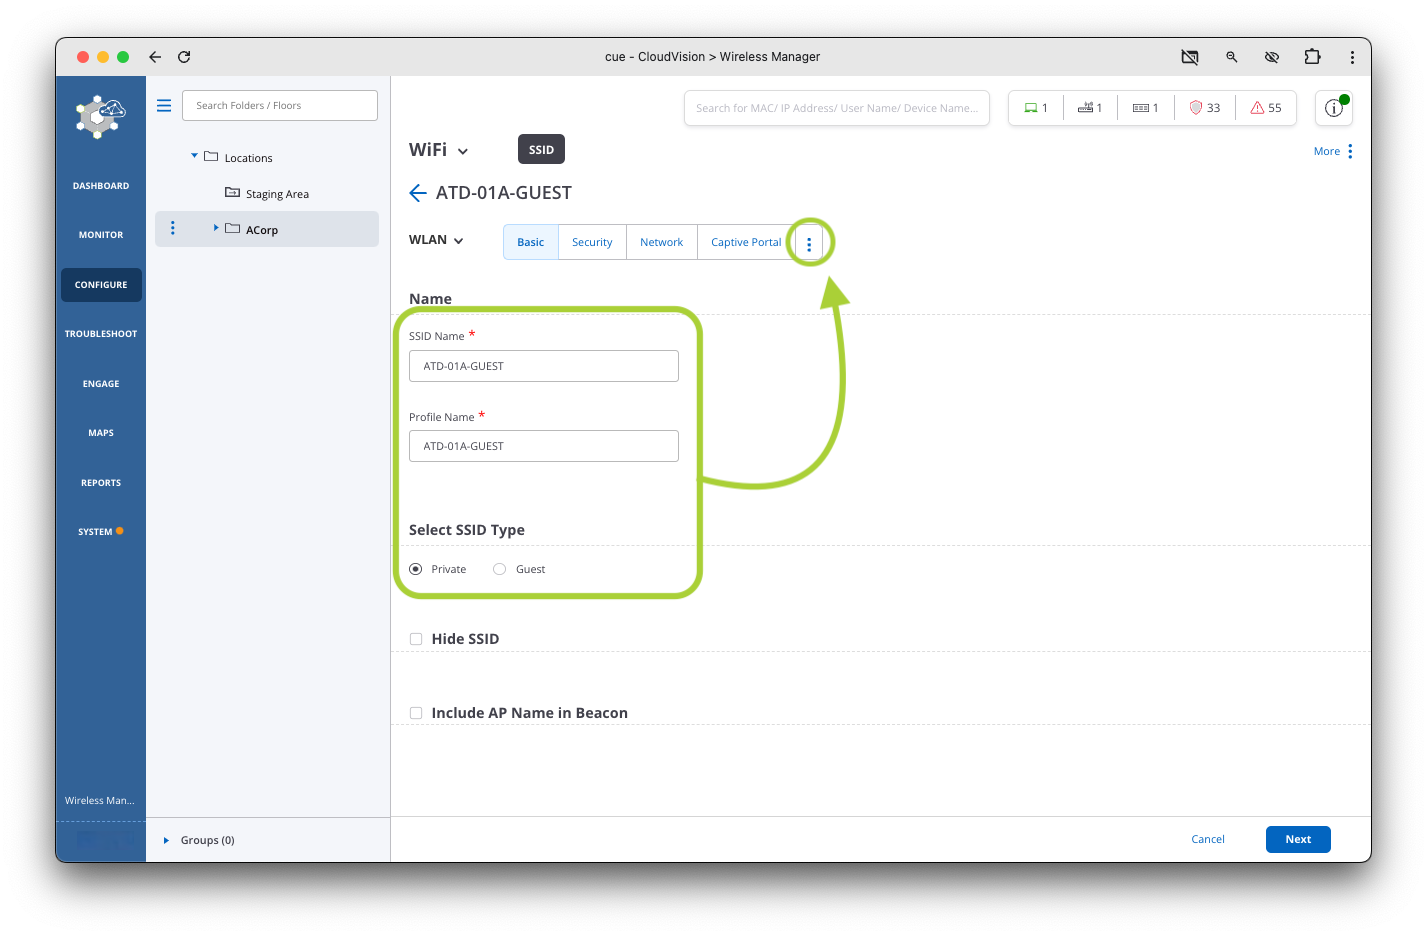 cue - CloudVision > Wireless Manager
Search Folders / Floors
Locations
Staging Area
ACorp
Groups (0)
DASHBOARD
MONITOR
CONFIGURE
TROUBLESHOOT
ENGAGE
MAPS
REPORTS
SYSTEM
Wireless Man...
Search for MAC/ IP Address/ User Name/ Device Name...
1
1
1
33
55
WiFi
SSID
More
ATD-01A-GUEST
WLAN
Basic
Security
Network
Captive Portal
Name
SSID Name *
ATD-01A-GUEST
Profile Name *
ATD-01A-GUEST
Select SSID Type
Private
Guest
Hide SSID
Include AP Name in Beacon
Cancel
Next